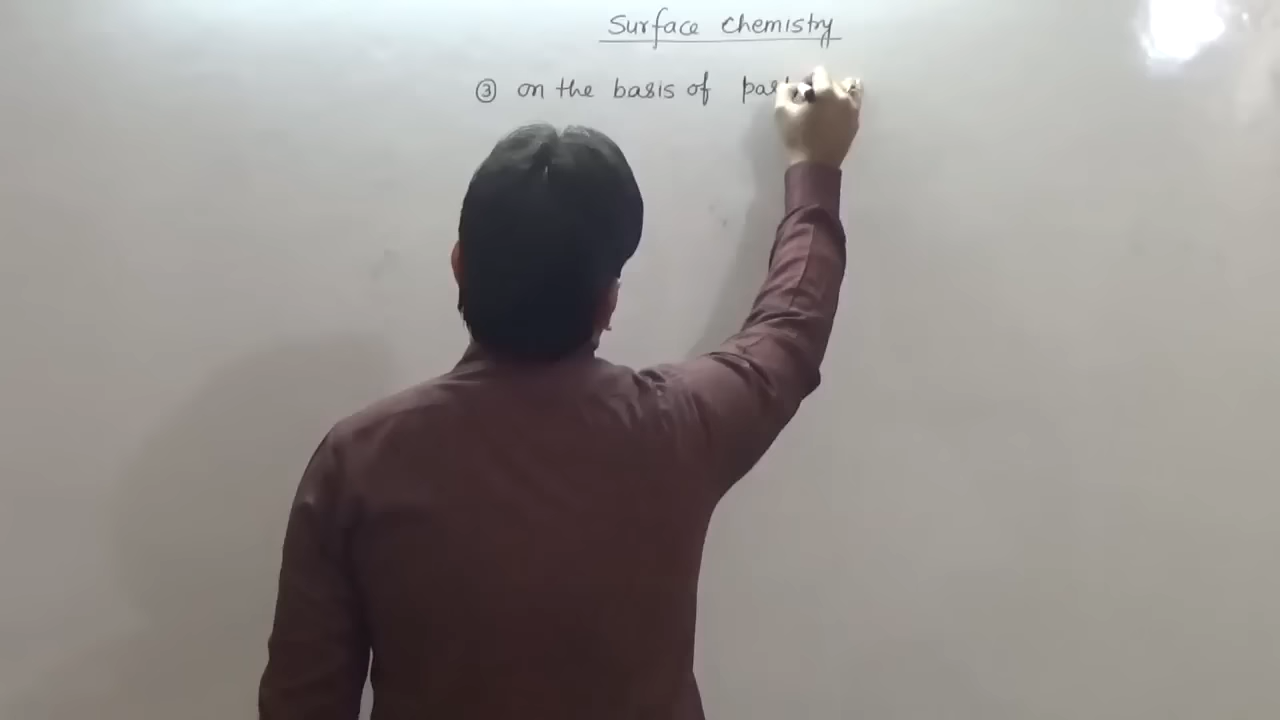 Surface chemistry
③ on the basis of